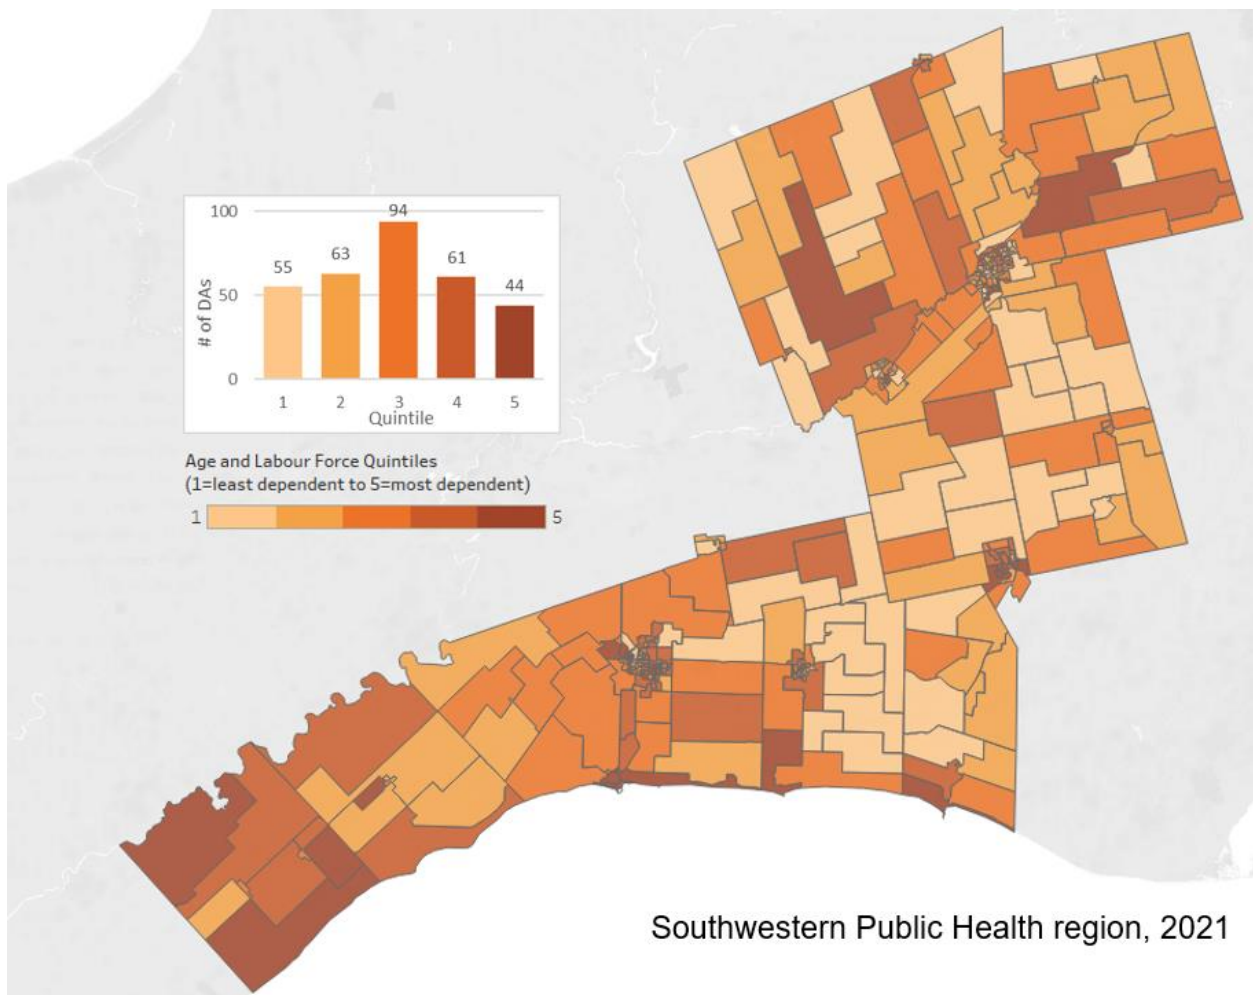 100
94
63
61
55
50
44
# of DAs
0
1 2 3 4 5
Quintile
Age and Labour Force Quintiles
(1=least dependent to 5=most dependent)
1 5
Southwestern Public Health region, 2021